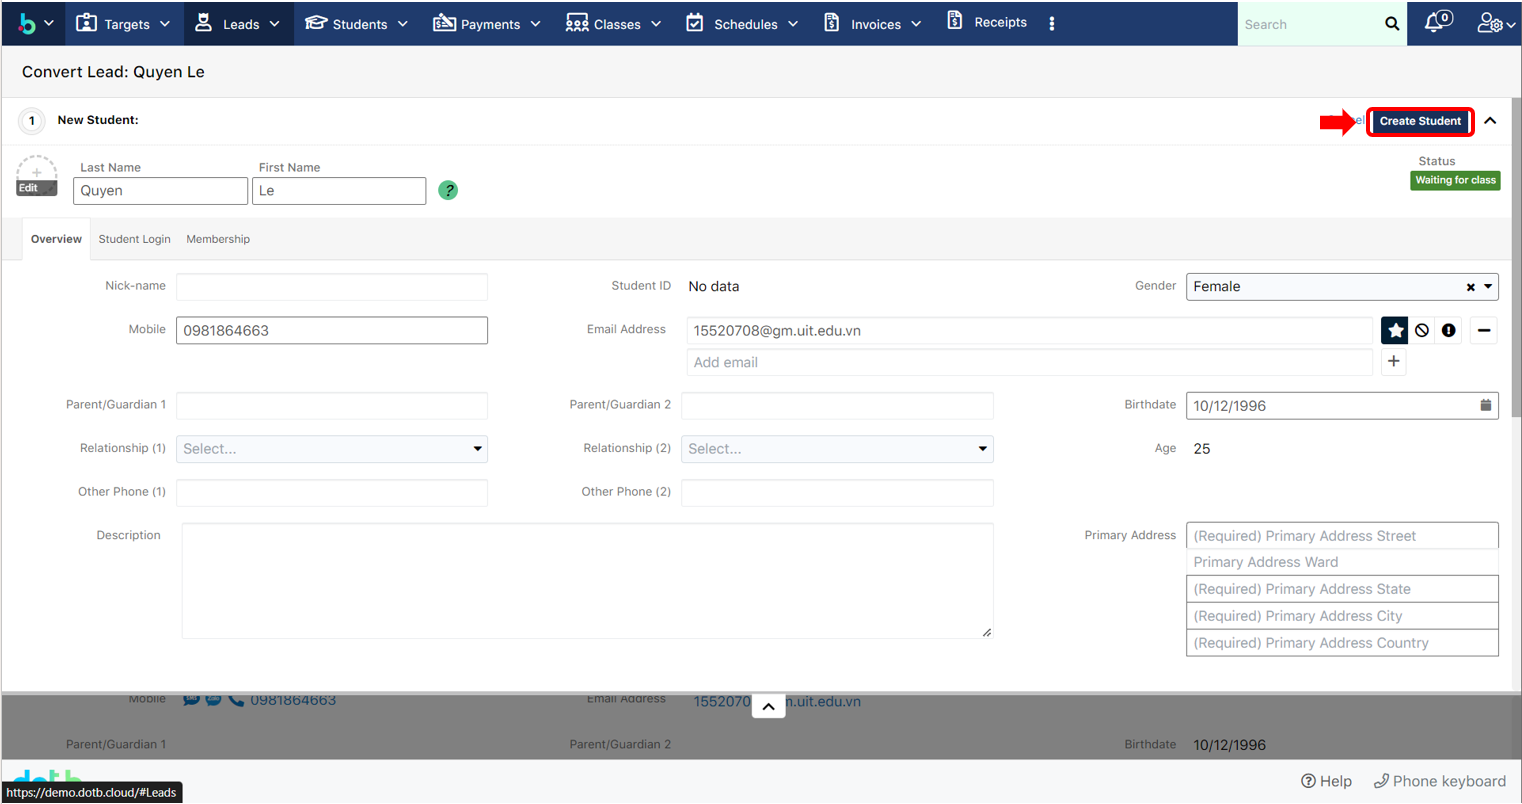 Targets Leads Students Payments Classes Schedules Invoices Receipts Search 0
Convert Lead: Quyen Le
1 New Student: Create Student
Status
Waiting for class
Edit
Last Name First Name
Quyen Le ?
Overview Student Login Membership
Nick-name Student ID No data Gender Female
Mobile 0981864663 Email Address 15520708@gm.uit.edu.vn
Add email
Parent/Guardian 1 Parent/Guardian 2 Birthdate 10/12/1996
Relationship (1) Select... Relationship (2) Select... Age 25
Other Phone (1) Other Phone (2)
Description Primary Address (Required) Primary Address Street
Primary Address Ward
(Required) Primary Address State
(Required) Primary Address City
(Required) Primary Address Country
Mobile 0981864663 Email Address 1552070 m.uit.edu.vn
Parent/Guardian 1 Parent/Guardian 2 Birthdate 10/12/1996
https://demo.dotb.cloud/#Leads
Help Phone keyboard